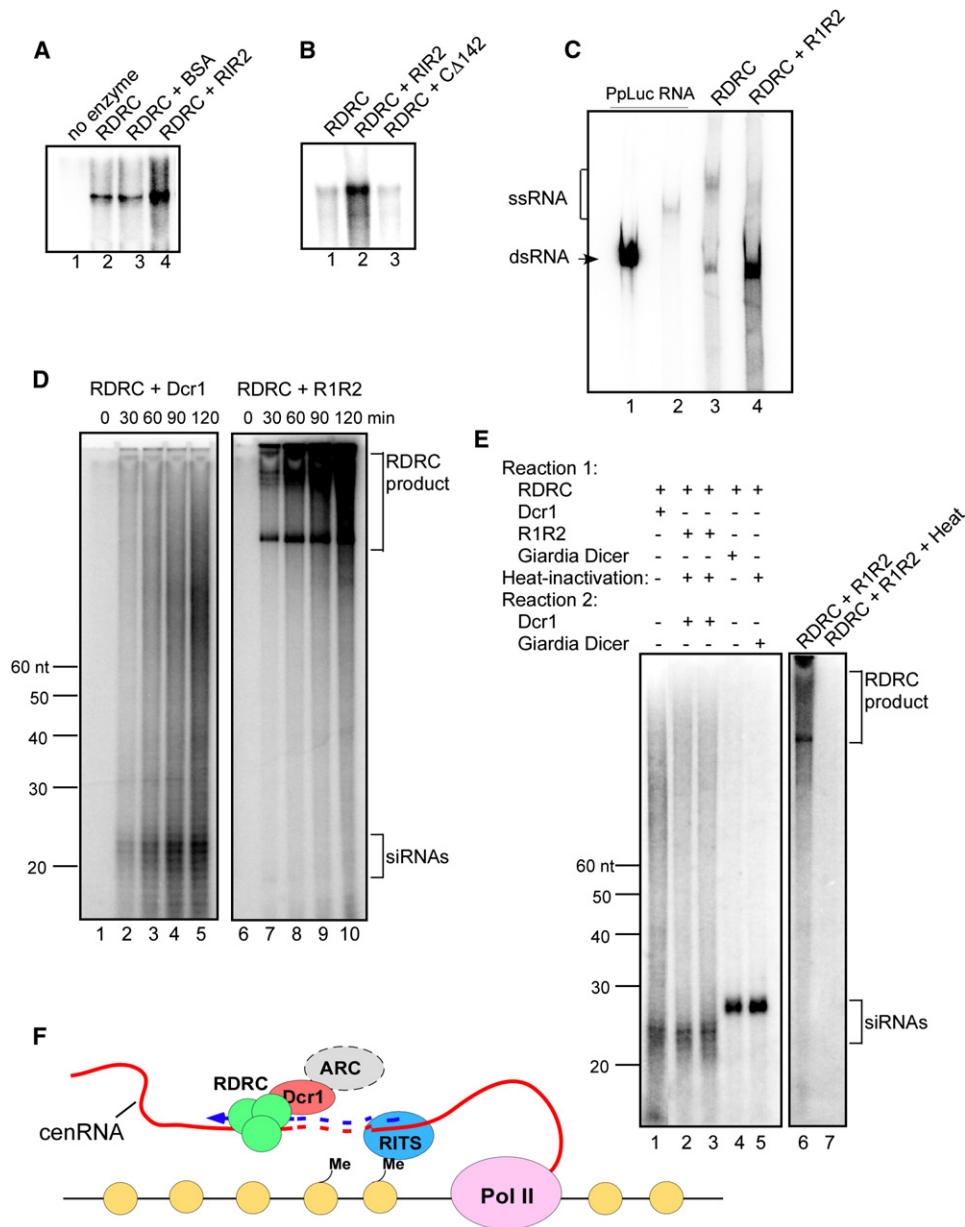 A
no enzyme
RDRC
RDRC + BSA
RDRC + RIR2
1 2 3 4
B
RDRC
RDRC + RIR2
RDRC + CΔ142
1 2 3
C
PpLuc RNA
RDRC
RDRC + R1R2
ssRNA
dsRNA
1 2 3 4
D
RDRC + Dcr1
RDRC + R1R2
0 30 60 90 120
0 30 60 90 120 min
RDRC
product
60 nt
50
40
30
20
siRNAs
1 2 3 4 5
6 7 8 9 10
E
Reaction 1:
RDRC + + + + +
Dcr1 + - - - -
R1R2 - + + - -
Giardia Dicer - - - + -
Heat-inactivation: - + + - +
Reaction 2:
Dcr1 - + + - -
Giardia Dicer - - - - +
RDRC + R1R2
RDRC + R1R2 + Heat
RDRC
product
60 nt
50
40
30
20
siRNAs
1 2 3 4 5
6 7
F
ARC
RDRC
Dcr1
cenRNA
RITS
Me
Me
Pol II